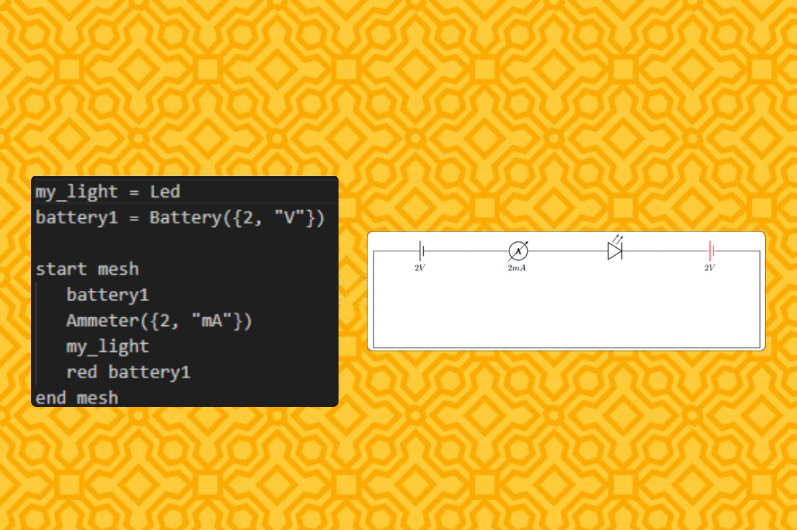 my_light = Led
battery1 = Battery({2, "V"})
start mesh
battery1
Ammeter({2, "mA"})
my_light
red battery1
end mesh
A
2V
2mA
2V